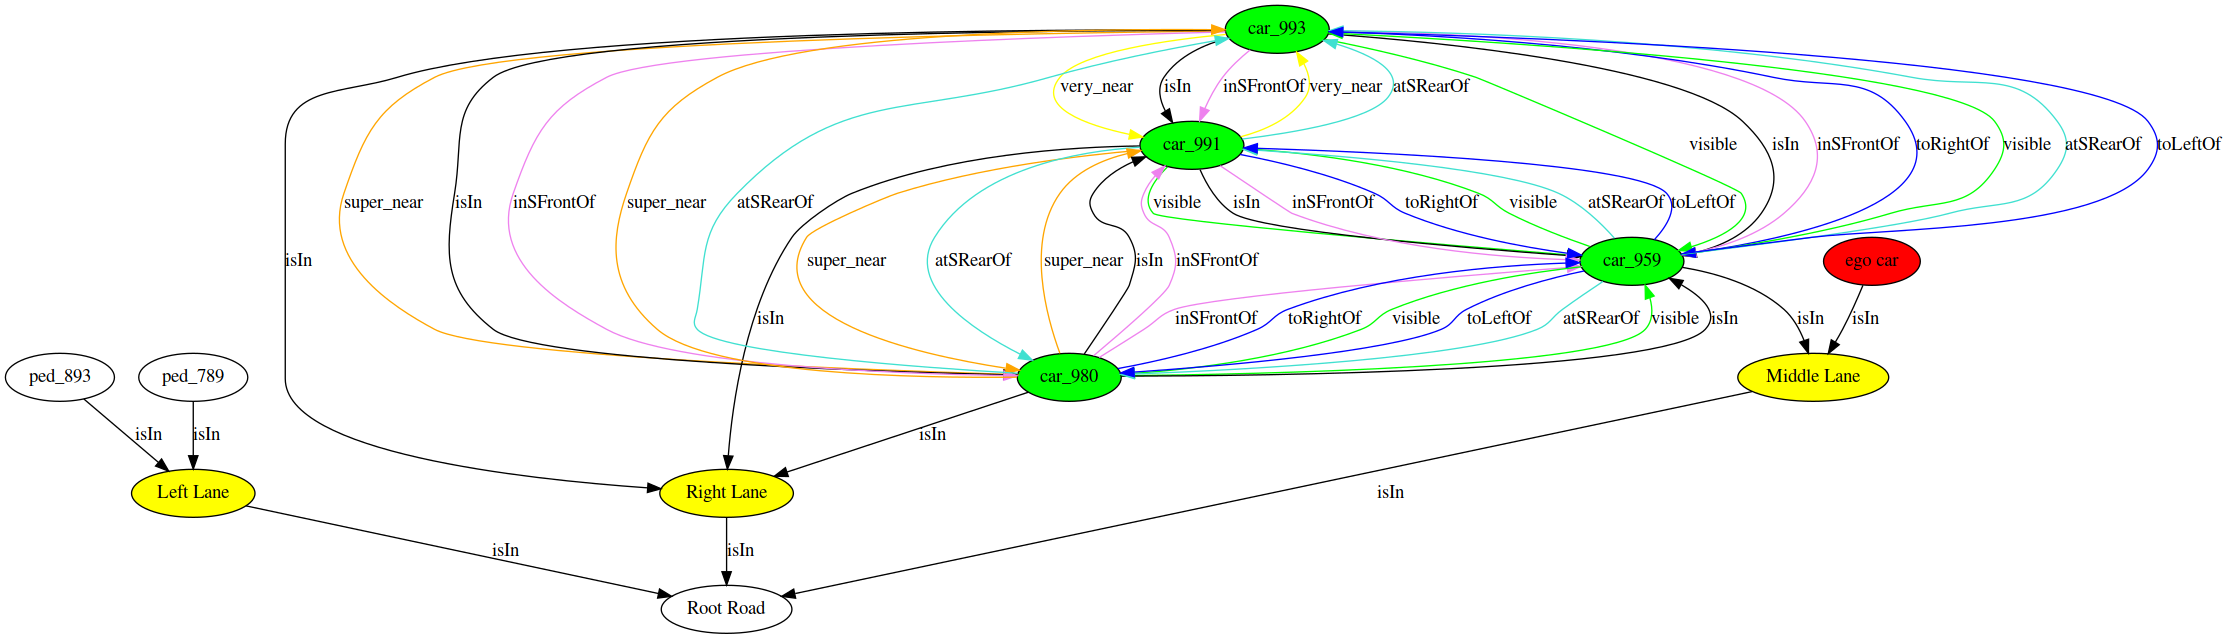 car_993
very_near
isIn
inSFrontOf
very_near
atSRearOf
car_991
visible
isIn
inSFrontOf
toRightOf
visible
atSRearOf
toLeftOf
super_near
isIn
inSFrontOf
super_near
atSRearOf
visible
isIn
inSFrontOf
toRightOf
visible
atSRearOf
toLeftOf
isIn
super_near
atSRearOf
super_near
isIn
inSFrontOf
car_959
ego car
isIn
inSFrontOf
toRightOf
visible
toLeftOf
atSRearOf
visible
isIn
isIn
isIn
ped_893
ped_789
car_980
Middle Lane
isIn
isIn
isIn
Left Lane
Right Lane
isIn
isIn
isIn
Root Road